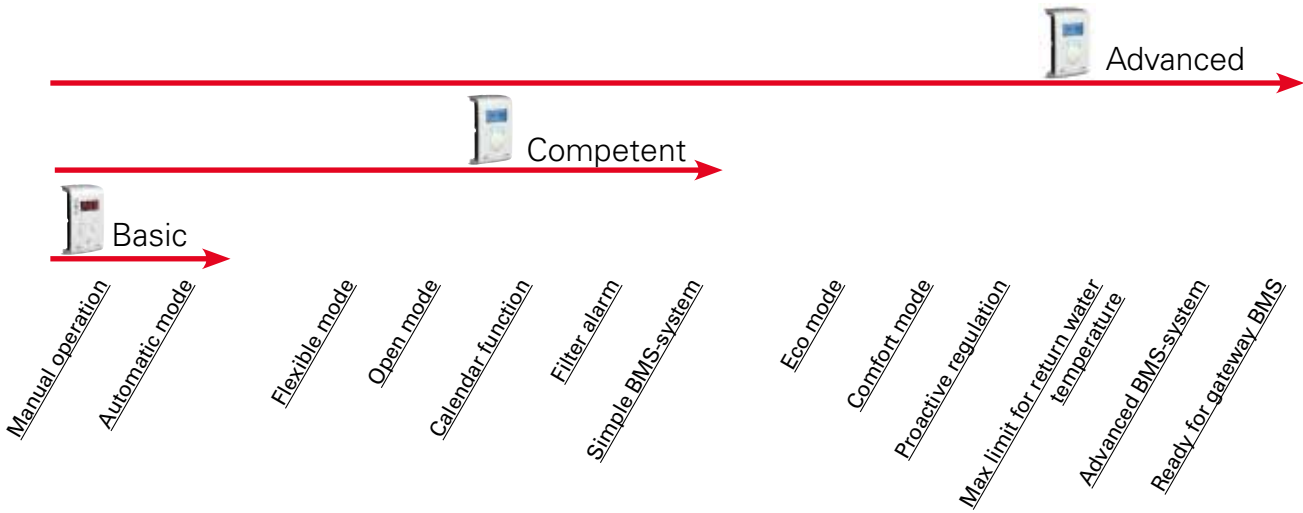 Advanced
Competent
Basic
Manual operation
Automatic mode
Flexible mode
Open mode
Calendar function
Filter alarm
Simple BMS-system
Eco mode
Comfort mode
Proactive regulation
Max limit for return water
temperature
Advanced BMS-system
Ready for gateway BMS